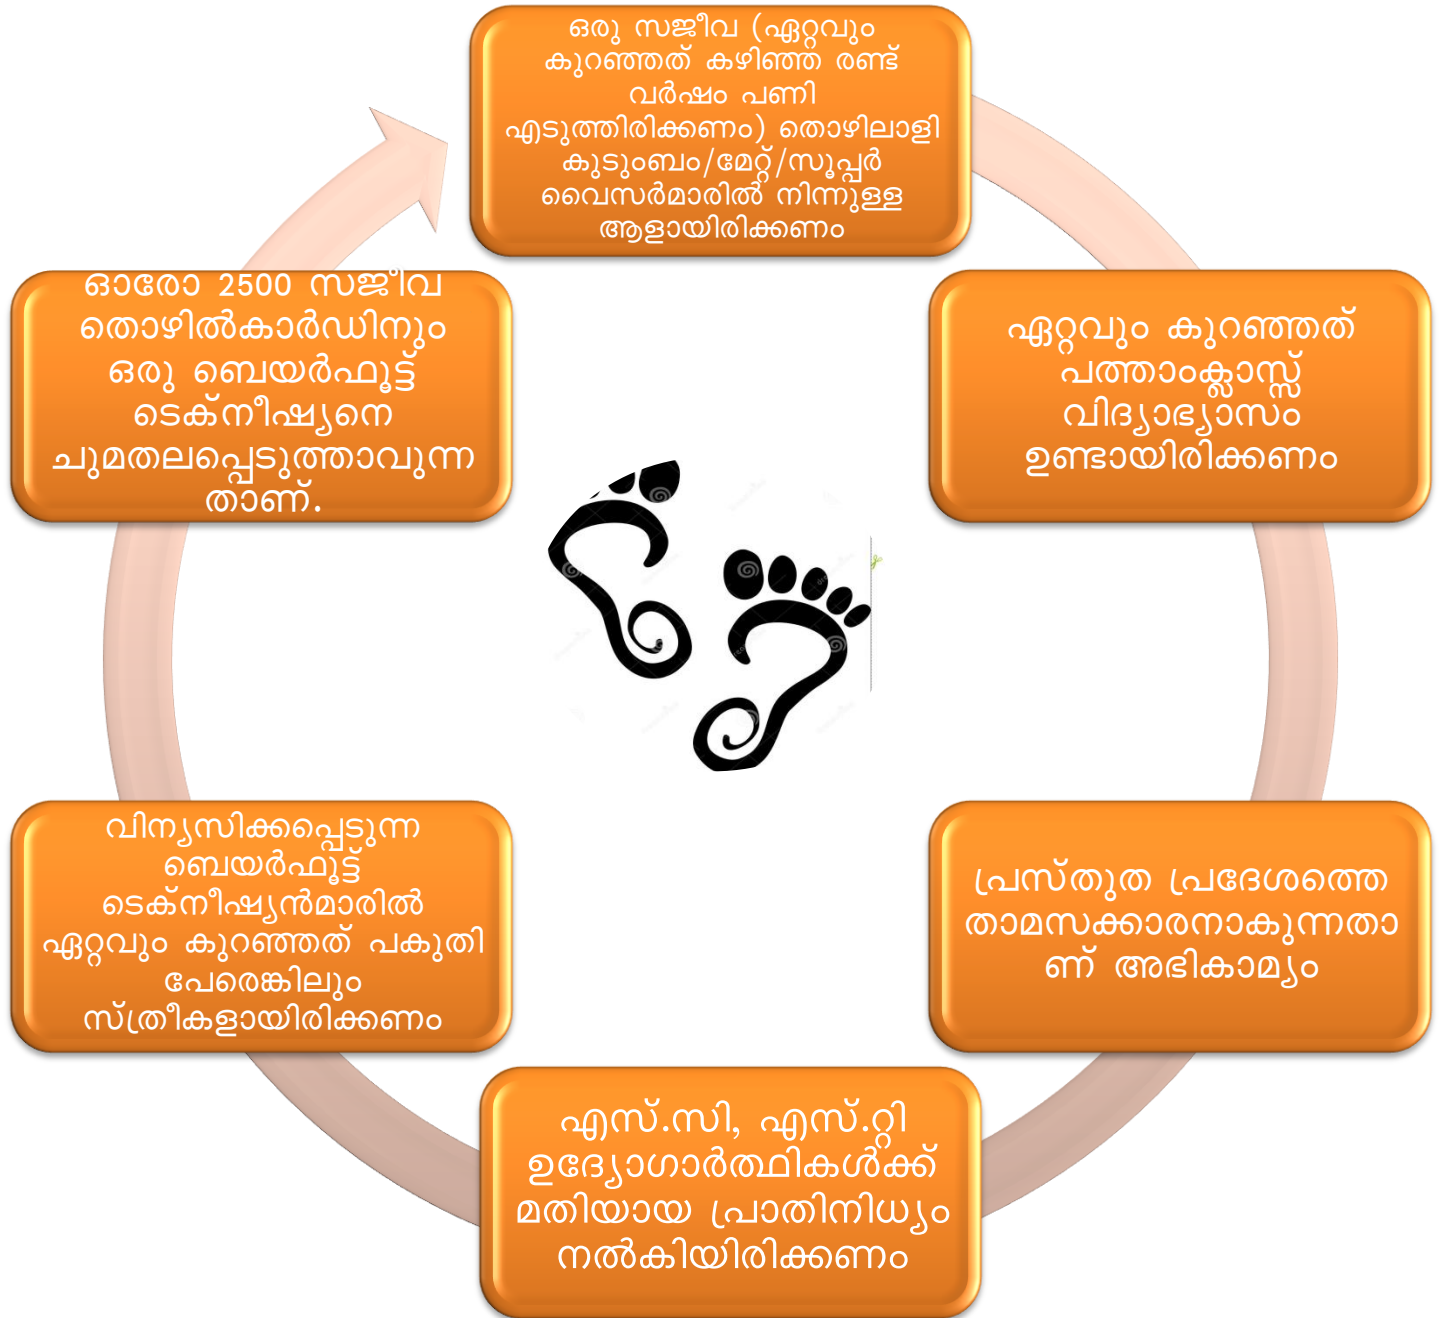 ഒരു സജീവ (ഏറ്റവും
കുറഞ്ഞത് കഴിഞ്ഞ രണ്ട്
വർഷം പണി
എടുത്തിരിക്കണം) തൊഴിലാളി
കുടുംബം/മേറ്റ്/സൂപ്പർ
വൈസർമാരിൽ നിന്നുള്ള
ആളായിരിക്കണം
ഏറ്റവും കുറഞ്ഞത്
പത്താംക്ലാസ്സ്
വിദ്യാഭ്യാസം
ഉണ്ടായിരിക്കണം
പ്രസ്തുത പ്രദേശത്തെ
താമസക്കാരനാകുന്നതാ
ണ് അഭികാമ്യം
എസ്.സി, എസ്.റ്റി
ഉദ്യോഗാർത്ഥികൾക്ക്
മതിയായ പ്രാതിനിധ്യം
നൽകിയിരിക്കണം
വിന്യസിക്കപ്പെടുന്ന
ബെയർഫൂട്ട്
ടെക്നീഷ്യൻമാരിൽ
ഏറ്റവും കുറഞ്ഞത് പകുതി
പേരെങ്കിലും
സ്ത്രീകളായിരിക്കണം
ഓരോ 2500 സജീവ
തൊഴിൽകാർഡിനും
ഒരു ബെയർഫൂട്ട്
ടെക്നീഷ്യനെ
ചുമതലപ്പെടുത്താവുന്ന
താണ്.